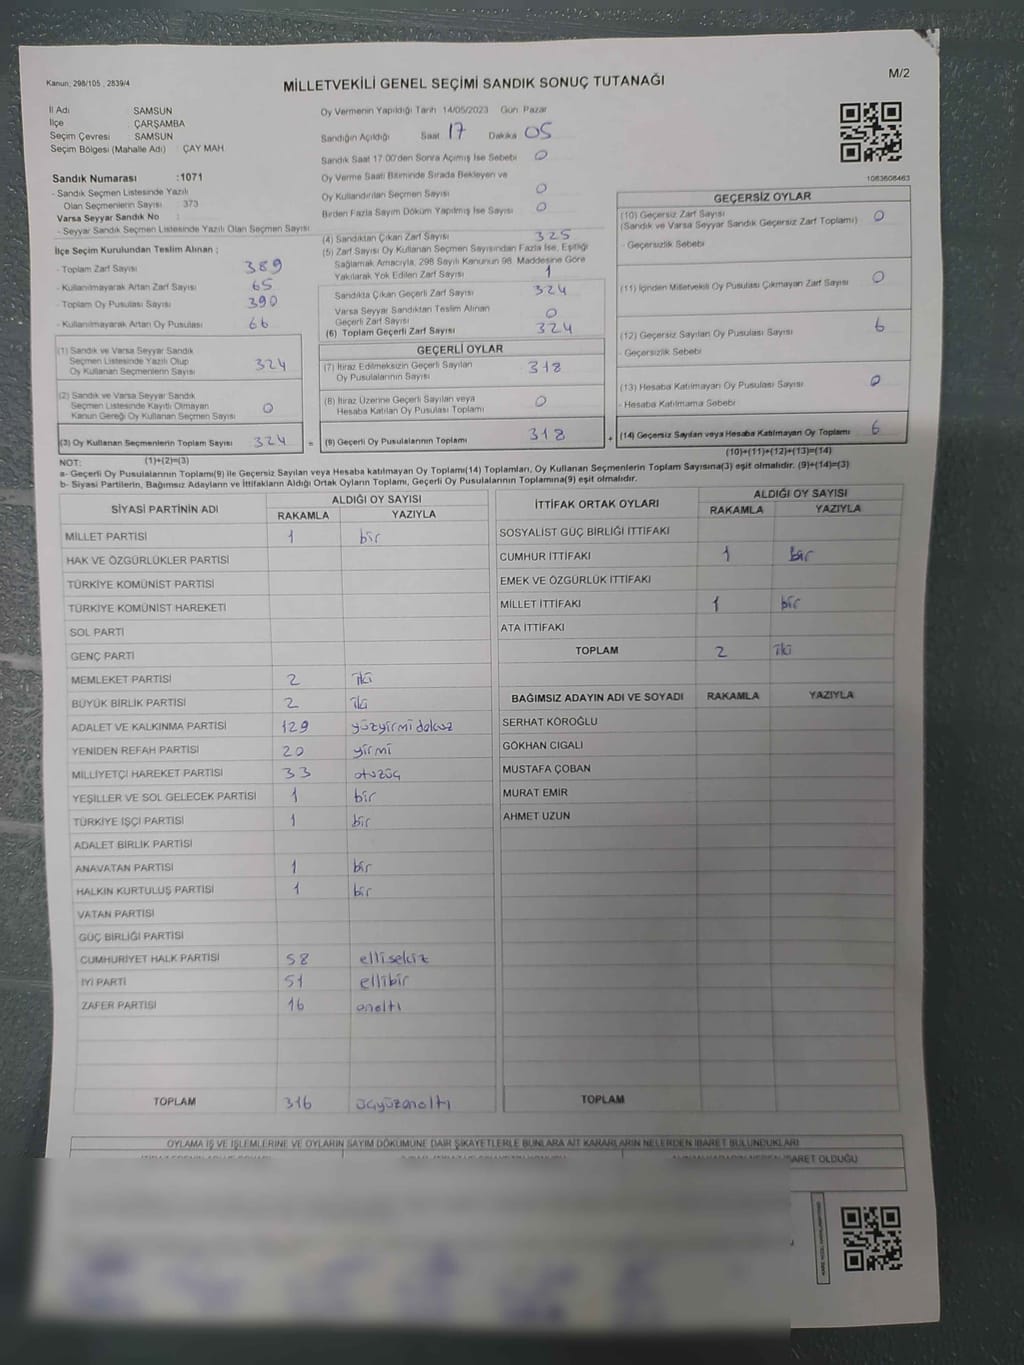 Kanun; 298/105 , 2839/4
MİLLETVEKİLİ GENEL SEÇİMİ SANDIK SONUÇ TUTANAĞI
M/2
İl Adı SAMSUN
İlçe ÇARŞAMBA
Seçim Çevresi : SAMSUN
Seçim Bölgesi (Mahalle Adı) : ÇAY MAH
Sandık Numarası :1071
- Sandık Seçmen Listesinde Yazılı
Olan Seçmenlerin Sayısı : 373
Varsa Seyyar Sandık No :
- Seyyar Sandık Seçmen Listesinde Yazılı Olan Seçmen Sayısı
İlçe Seçim Kurulundan Teslim Alınan ;
- Toplam Zarf Sayısı 389
- Kullanılmayarak Artan Zarf Sayısı 65
- Toplam Oy Pusulası Sayısı 390
- Kullanılmayarak Artan Oy Pusulası 66
(1) Sandık ve Varsa Seyyar Sandık
Seçmen Listesinde Yazılı Olup
Oy Kullanan Seçmenlerin Sayısı 324
(2) Sandık ve Varsa Seyyar Sandık
Seçmen Listesinde Kayıtlı Olmayan
Kanun Gereği Oy Kullanan Seçmen Sayısı 0
(3) Oy Kullanan Seçmenlerin Toplam Sayısı 324 =
Oy Vermenin Yapıldığı Tarih 14/05/2023 Gün Pazar
Sandığın Açıldığı Saat 17 Dakika 05
Sandık Saat 17 00'den Sonra Açımış İse Sebebi 0
Oy Verme Saati Bitiminde Sırada Bekleyen ve
Oy Kullandırılan Seçmen Sayısı 0
Birden Fazla Sayım Döküm Yapılmış İse Sayısı 0
(4) Sandıktan Çıkan Zarf Sayısı 325
(5) Zarf Sayısı Oy Kullanan Seçmen Sayısından Fazla İse, Eşitliği
Sağlamak Amacıyla, 298 Sayılı Kanunun 98. Maddesine Göre
Yakılarak Yok Edilen Zarf Sayısı 1
Sandıkta Çıkan Geçerli Zarf Sayısı 324
Varsa Seyyar Sandıktan Teslim Alınan
Geçerli Zarf Sayısı 0
(6) Toplam Geçerli Zarf Sayısı 324
GEÇERLİ OYLAR
(7) İtiraz Edilmeksizin Geçerli Sayılan
Oy Pusulalarının Sayısı 318
(8) İtiraz Üzerine Geçerli Sayılan veya
Hesaba Katılan Oy Pusulası Toplamı 0
(9) Geçerli Oy Pusulalarının Toplamı 318 +
1083608463
GEÇERSİZ OYLAR
(10) Geçersiz Zarf Sayısı 0
(Sandık ve Varsa Seyyar Sandık Geçersiz Zarf Toplamı)
- Geçersizlik Sebebi
(11) İçinden Milletvekili Oy Pusulası Çıkmayan Zarf Sayısı 0
(12) Geçersiz Sayılan Oy Pusulası Sayısı 6
- Geçersizlik Sebebi
(13) Hesaba Katılmayan Oy Pusulası Sayısı 0
- Hesaba Katılmama Sebebi
(14) Geçersiz Sayılan veya Hesaba Katılmayan Oy Toplamı 6
NOT: (1)+(2)=(3) (10)+(11)+(12)+(13)=(14)
a- Geçerli Oy Pusulalarının Toplamı(9) ile Geçersiz Sayılan veya Hesaba katılmayan Oy Toplamı(14) Toplamları, Oy Kullanan Seçmenlerin Toplam Sayısına(3) eşit olmalıdır. (9)+(14)=(3)
b- Siyasi Partilerin, Bağımsız Adayların ve İttifakların Aldığı Ortak Oyların Toplamı, Geçerli Oy Pusulalarının Toplamına(9) eşit olmalıdır.
SİYASİ PARTİNİN ADI ALDIĞI OY SAYISI
RAKAMLA YAZIYLA
MİLLET PARTİSİ 1 bir
HAK VE ÖZGÜRLÜKLER PARTİSİ
TÜRKİYE KOMÜNİST PARTİSİ
TÜRKİYE KOMÜNİST HAREKETİ
SOL PARTİ
GENÇ PARTİ
MEMLEKET PARTİSİ 2 iki
BÜYÜK BİRLİK PARTİSİ 2 iki
ADALET VE KALKINMA PARTİSİ 129 yüzyirmidokuz
YENİDEN REFAH PARTİSİ 20 yirmi
MİLLİYETÇİ HAREKET PARTİSİ 33 otuzüç
YEŞİLLER VE SOL GELECEK PARTİSİ 1 bir
TÜRKİYE İŞÇİ PARTİSİ 1 bir
ADALET BİRLİK PARTİSİ
ANAVATAN PARTİSİ 1 bir
HALKIN KURTULUŞ PARTİSİ 1 bir
VATAN PARTİSİ
GÜÇ BİRLİĞİ PARTİSİ
CUMHURİYET HALK PARTİSİ 58 ellisekiz
İYİ PARTİ 51 ellibir
ZAFER PARTİSİ 16 onaltı
TOPLAM 316 üçyüzonaltı
İTTİFAK ORTAK OYLARI ALDIĞI OY SAYISI
RAKAMLA YAZIYLA
SOSYALİST GÜÇ BİRLİĞİ İTTİFAKI
CUMHUR İTTİFAKI 1 bir
EMEK VE ÖZGÜRLÜK İTTİFAKI
MİLLET İTTİFAKI 1 bir
ATA İTTİFAKI
TOPLAM 2 iki
BAĞIMSIZ ADAYIN ADI VE SOYADI RAKAMLA YAZIYLA
SERHAT KÖROĞLU
GÖKHAN CIGALI
MUSTAFA ÇOBAN
MURAT EMİR
AHMET UZUN
TOPLAM
OYLAMA İŞ VE İŞLEMLERİNE VE OYLARIN SAYIM DÖKÜMÜNE DAİR ŞİKAYETLERLE BUNLARA AİT KARARLARIN NELERDEN İBARET BULUNDUKLARI
OLDUĞU